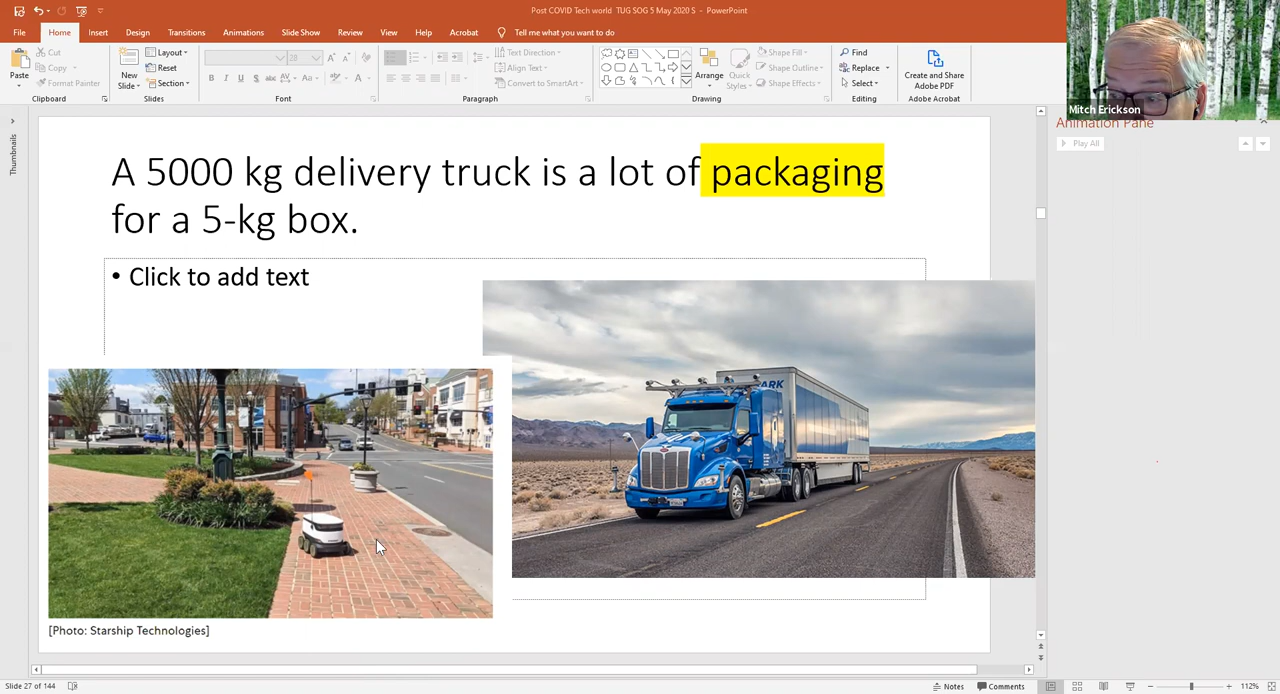 Post COVID Tech world  TUG SOG 5 May 2020 S  -  PowerPoint
File
Home
Insert
Design
Transitions
Animations
Slide Show
Review
View
Help
Acrobat
Tell me what you want to do
Paste
Cut
Copy
Format Painter
Clipboard
New
Slide
Layout
Reset
Section
Slides
28
B I U S abc AV Aa A
Font
Text Direction
Align Text
Convert to SmartArt
Paragraph
Arrange
Quick
Styles
Shape Fill
Shape Outline
Shape Effects
Drawing
Find
Replace
Select
Editing
Create and Share
Adobe PDF
Adobe Acrobat
Mitch Erickson
Animation Pane
Play All
Thumbnails
A 5000 kg delivery truck is a lot of packaging
for a 5-kg box.
• Click to add text
[Photo: Starship Technologies]
Slide 27 of 144
Notes
Comments
112%